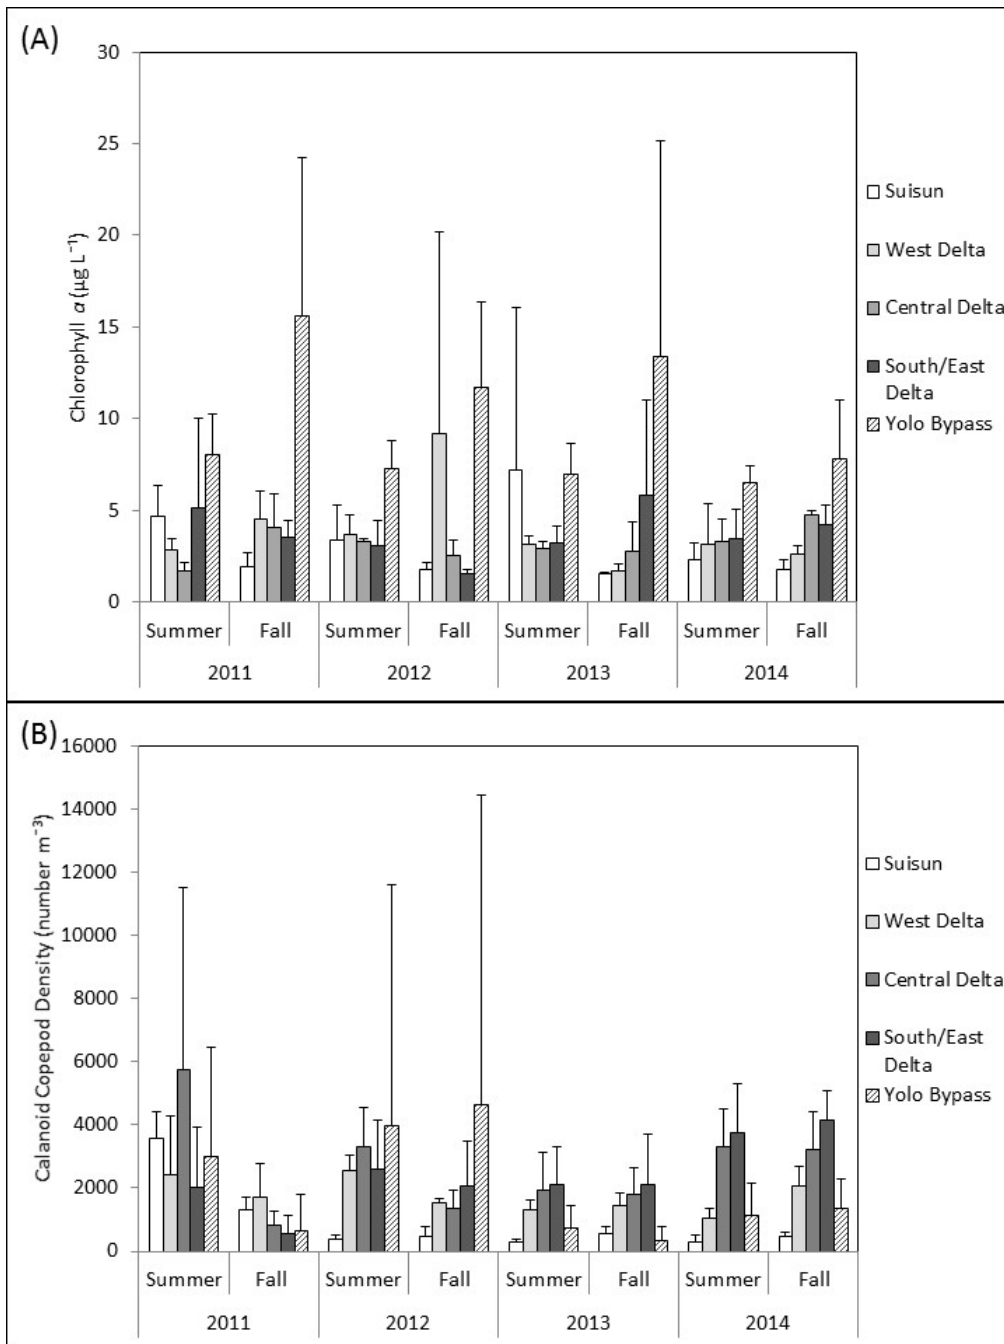 (A)
30
25
20
15
10
5
0
Chlorophyll a (µg L⁻¹)
Suisun
West Delta
Central Delta
South/East
Delta
Yolo Bypass
Summer Fall Summer Fall Summer Fall Summer Fall
2011 2012 2013 2014
(B)
16000
14000
12000
10000
8000
6000
4000
2000
0
Calanoid Copepod Density (number m⁻³)
Suisun
West Delta
Central Delta
South/East
Delta
Yolo Bypass
Summer Fall Summer Fall Summer Fall Summer Fall
2011 2012 2013 2014